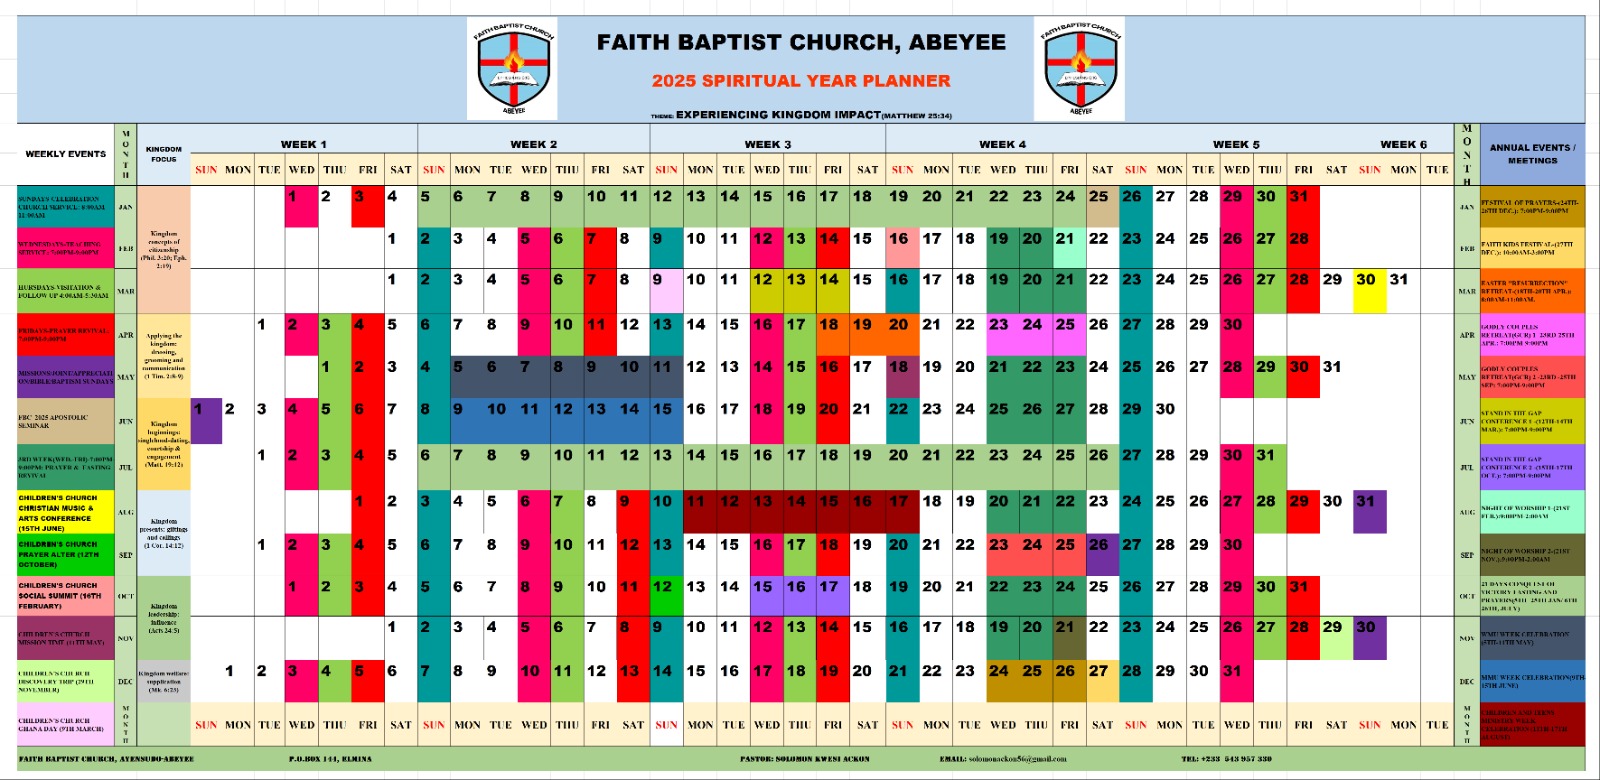 FAITH BAPTIST CHURCH
ABEYEE
FAITH BAPTIST CHURCH, ABEYEE
2025 SPIRITUAL YEAR PLANNER
THEME: EXPERIENCING KINGDOM IMPACT(MATTHEW 25:34)
FAITH BAPTIST CHURCH
ABEYEE
WEEKLY EVENTS MONTH KINGDOM FOCUS WEEK 1 WEEK 2 WEEK 3 WEEK 4 WEEK 5 WEEK 6 MONTH ANNUAL EVENTS / MEETINGS
SUN MON TUE WED THU FRI SAT SUN MON TUE WED THU FRI SAT SUN MON TUE WED THU FRI SAT SUN MON TUE WED THU FRI SAT SUN MON TUE WED THU FRI SAT SUN MON TUE
SUNDAYS CELEBRATION
CHURCH SERVICE: 8:00AM-
11:00AM
JAN
Kingdom
concepts of
citizenship
(Phil. 3:20; Eph.
2:19)
1 2 3 4 5 6 7 8 9 10 11 12 13 14 15 16 17 18 19 20 21 22 23 24 25 26 27 28 29 30 31
JAN
FESTIVAL OF PRAYERS-(24TH-
26TH DEC.): 7:00PM-9:00PM
WEDNESDAYS-TEACHING
SERVICE: 7:00PM-9:00PM
FEB
1 2 3 4 5 6 7 8 9 10 11 12 13 14 15 16 17 18 19 20 21 22 23 24 25 26 27 28
FEB
FAITH KIDS FESTIVAL-(27TH
DEC.): 10:00AM-3:00PM
HURSDAYS-VISITATION &
FOLLOW UP 4:00AM-5:30AM
MAR
1 2 3 4 5 6 7 8 9 10 11 12 13 14 15 16 17 18 19 20 21 22 23 24 25 26 27 28 29 30 31
MAR
EASTER "RESURRECTION"
RETREAT-(18TH-20TH APR.):
8:00AM-11:00AM.
FRIDAYS-PRAYER REVIVAL-
7:00PM-9:00PM
APR
Applying the
kingdom:
dressing,
grooming and
communication
(1 Tim. 2:8-9)
1 2 3 4 5 6 7 8 9 10 11 12 13 14 15 16 17 18 19 20 21 22 23 24 25 26 27 28 29 30
APR
GODLY COUPLES
RETREAT(GCR) 1 -23RD-25TH
APR.: 7:00PM-9:00PM
MISSIONS/JOINT/APPRECIATI
ON/BIBLE/BAPTISM SUNDAYS
MAY
1 2 3 4 5 6 7 8 9 10 11 12 13 14 15 16 17 18 19 20 21 22 23 24 25 26 27 28 29 30 31
MAY
GODLY COUPLES
RETREAT(GCR) 2 -23RD -25TH
SEP: 7:00PM-9:00PM
FBC 2025 APOSTOLIC
SEMINAR
JUN
Kingdom
beginnings:
singlehood-dating,
courtship &
engagement
(Matt. 19:12)
1 2 3 4 5 6 7 8 9 10 11 12 13 14 15 16 17 18 19 20 21 22 23 24 25 26 27 28 29 30
JUN
STAND IN THE GAP
CONFERENCE 1 -(12TH-14TH
MAR.): 7:00PM-9:00PM
3RD WEEK(WED.-FRI) 7:00PM-
9:00PM: PRAYER & FASTING
REVIVAL
JUL
1 2 3 4 5 6 7 8 9 10 11 12 13 14 15 16 17 18 19 20 21 22 23 24 25 26 27 28 29 30 31
JUL
STAND IN THE GAP
CONFERENCE 2 -(15TH-17TH
OCT.): 7:00PM-9:00PM
CHILDREN'S CHURCH
CHRISTIAN MUSIC &
ARTS CONFERENCE
(15TH JUNE)
AUG
Kingdom
presents: giftings
and callings
(1 Cor. 14:12)
1 2 3 4 5 6 7 8 9 10 11 12 13 14 15 16 17 18 19 20 21 22 23 24 25 26 27 28 29 30 31
AUG
NIGHT OF WORSHIP 1-(21ST
FEB.):9:00PM-2:00AM
CHILDREN'S CHURCH
PRAYER ALTER (12TH
OCTOBER)
SEP
1 2 3 4 5 6 7 8 9 10 11 12 13 14 15 16 17 18 19 20 21 22 23 24 25 26 27 28 29 30
SEP
NIGHT OF WORSHIP 2-(21ST
NOV.):9:00PM-2:00AM
CHILDREN'S CHURCH
SOCIAL SUMMIT (16TH
FEBRUARY)
OCT
Kingdom
leadership:
influence
(Acts 24:5)
1 2 3 4 5 6 7 8 9 10 11 12 13 14 15 16 17 18 19 20 21 22 23 24 25 26 27 28 29 30 31
OCT
21 DAYS CONQUEST OF
VICTORY FASTING AND
PRAYERS(5TH -25TH JAN/ 6TH-
26TH, JULY)
CHILDREN'S CHURCH
MISSION TIME (11TH MAY)
NOV
1 2 3 4 5 6 7 8 9 10 11 12 13 14 15 16 17 18 19 20 21 22 23 24 25 26 27 28 29 30
NOV
WMU WEEK CELEBRATION
(5TH-11TH MAY)
CHILDREN'S CHURCH
DISCOVERY TRIP (29TH
NOVEMBER)
DEC
Kingdom welfare:
supplication
(Mk. 6:23)
1 2 3 4 5 6 7 8 9 10 11 12 13 14 15 16 17 18 19 20 21 22 23 24 25 26 27 28 29 30 31
DEC
MMU WEEK CELEBRATION(9TH-
15TH JUNE)
CHILDREN'S CHURCH
GHANA DAY (9TH MARCH)
MONTH
SUN MON TUE WED THU FRI SAT SUN MON TUE WED THU FRI SAT SUN MON TUE WED THU FRI SAT SUN MON TUE WED THU FRI SAT SUN MON TUE WED THU FRI SAT SUN MON TUE
MONTH
CHILDREN AND TEENS
MINISTRY WEEK
CELEBRATION (11TH-17TH
AUGUST)
FAITH BAPTIST CHURCH, AYENSUDO-ABEYEE P.O.BOX 144, ELMINA PASTOR: SOLOMON KWESI ACKON EMAIL: solomonackon56@gmail.com TEL: +233 543 957 330